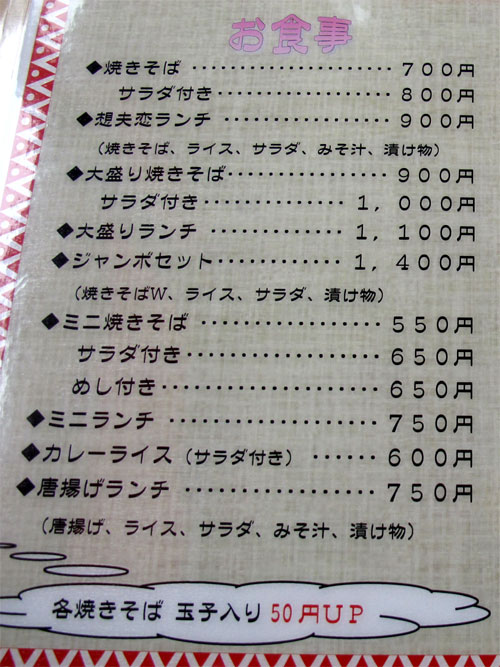 お食事
◆焼きそば ‥‥‥‥‥‥‥‥‥‥ 700円
サラダ付き ‥‥‥‥‥‥‥‥‥ 800円
◆想夫恋ランチ ‥‥‥‥‥‥‥‥ 900円
(焼きそば、ライス、サラダ、みそ汁、漬け物)
◆大盛り焼きそば‥‥‥‥‥‥‥‥ 900円
サラダ付き‥‥‥‥‥‥‥ 1,000円
◆大盛りランチ ‥‥‥‥‥‥‥ 1,100円
◆ジャンボセット‥‥‥‥‥‥‥ 1,400円
(焼きそばW、ライス、サラダ、漬け物)
◆ミニ焼きそば ‥‥‥‥‥‥‥‥‥ 550円
サラダ付き‥‥‥‥‥‥‥‥‥‥ 650円
めし付き‥‥‥‥‥‥‥‥‥‥‥ 650円
◆ミニランチ ‥‥‥‥‥‥‥‥‥‥ 750円
◆カレーライス(サラダ付き) ‥‥‥ 600円
◆唐揚げランチ ‥‥‥‥‥‥‥‥‥ 750円
(唐揚げ、ライス、サラダ、みそ汁、漬け物)
各焼きそば 玉子入り 50円UP